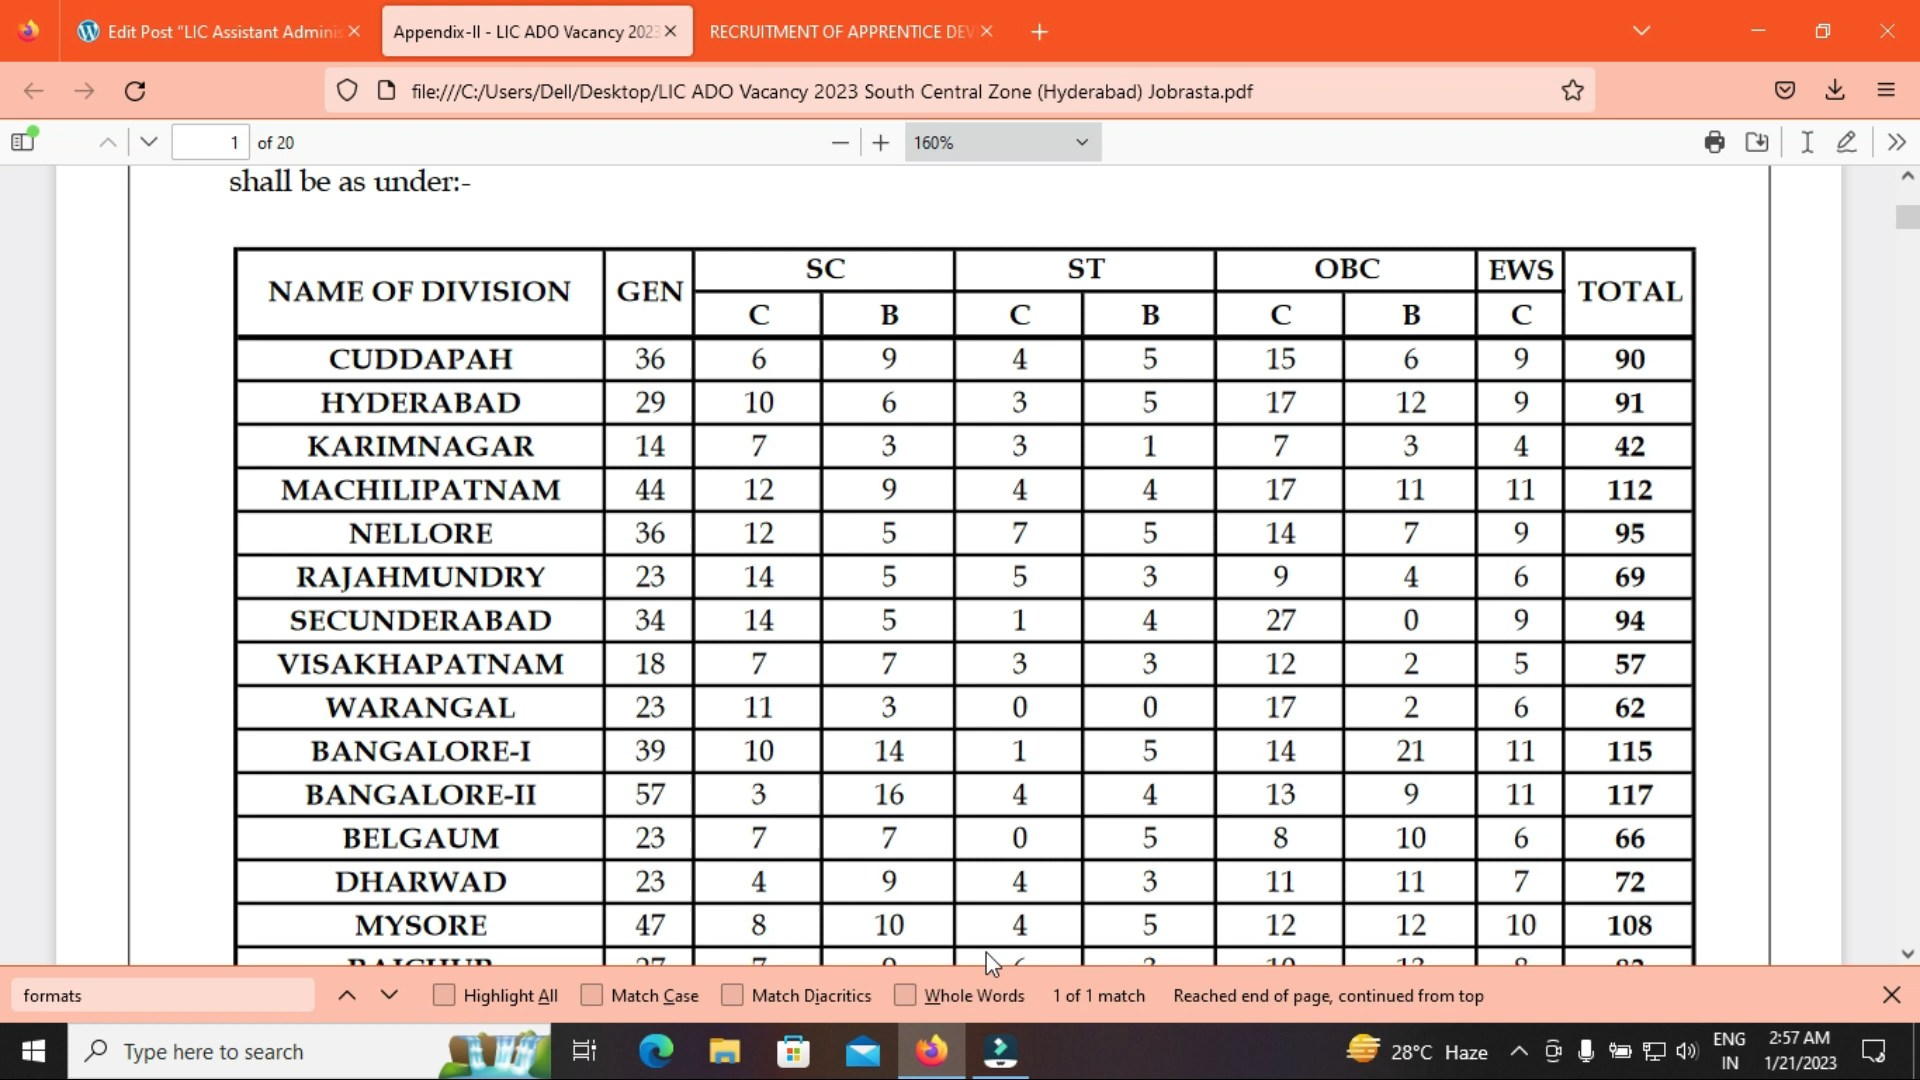 Edit Post "LIC Assistant Adminis
Appendix-II - LIC ADO Vacancy 2023
RECRUITMENT OF APPRENTICE DEV
file:///C:/Users/Dell/Desktop/LIC ADO Vacancy 2023 South Central Zone (Hyderabad) Jobrasta.pdf
1 of 20
160%
shall be as under:-
NAME OF DIVISION GEN SC ST OBC EWS TOTAL
C B C B C B C
CUDDAPAH 36 6 9 4 5 15 6 9 90
HYDERABAD 29 10 6 3 5 17 12 9 91
KARIMNAGAR 14 7 3 3 1 7 3 4 42
MACHILIPATNAM 44 12 9 4 4 17 11 11 112
NELLORE 36 12 5 7 5 14 7 9 95
RAJAHMUNDRY 23 14 5 5 3 9 4 6 69
SECUNDERABAD 34 14 5 1 4 27 0 9 94
VISAKHAPATNAM 18 7 7 3 3 12 2 5 57
WARANGAL 23 11 3 0 0 17 2 6 62
BANGALORE-I 39 10 14 1 5 14 21 11 115
BANGALORE-II 57 3 16 4 4 13 9 11 117
BELGAUM 23 7 7 0 5 8 10 6 66
DHARWAD 23 4 9 4 3 11 11 7 72
MYSORE 47 8 10 4 5 12 12 10 108
formats
Highlight All
Match Case
Match Diacritics
Whole Words
1 of 1 match
Reached end of page, continued from top
Type here to search
28°C Haze
ENG
IN
2:57 AM
1/21/2023